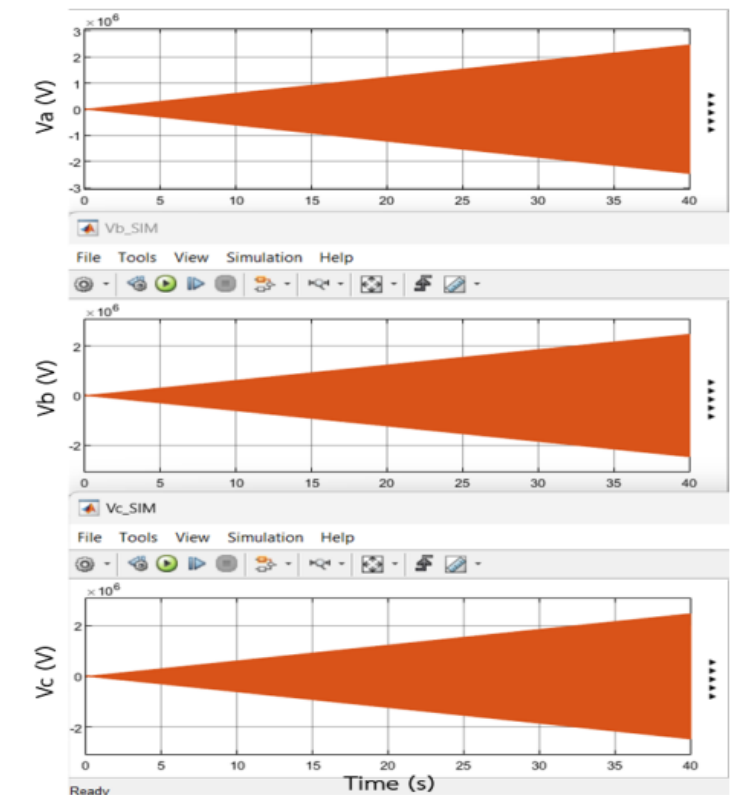 × 10⁶
3
2
1
0
-1
-2
-3
Va (V)
0 5 10 15 20 25 30 35 40
Vb_SIM
File Tools View Simulation Help
× 10⁶
2
0
-2
Vb (V)
0 5 10 15 20 25 30 35 40
Vc_SIM
File Tools View Simulation Help
× 10⁶
2
0
-2
Vc (V)
0 5 10 15 20 25 30 35 40
Time (s)
Ready